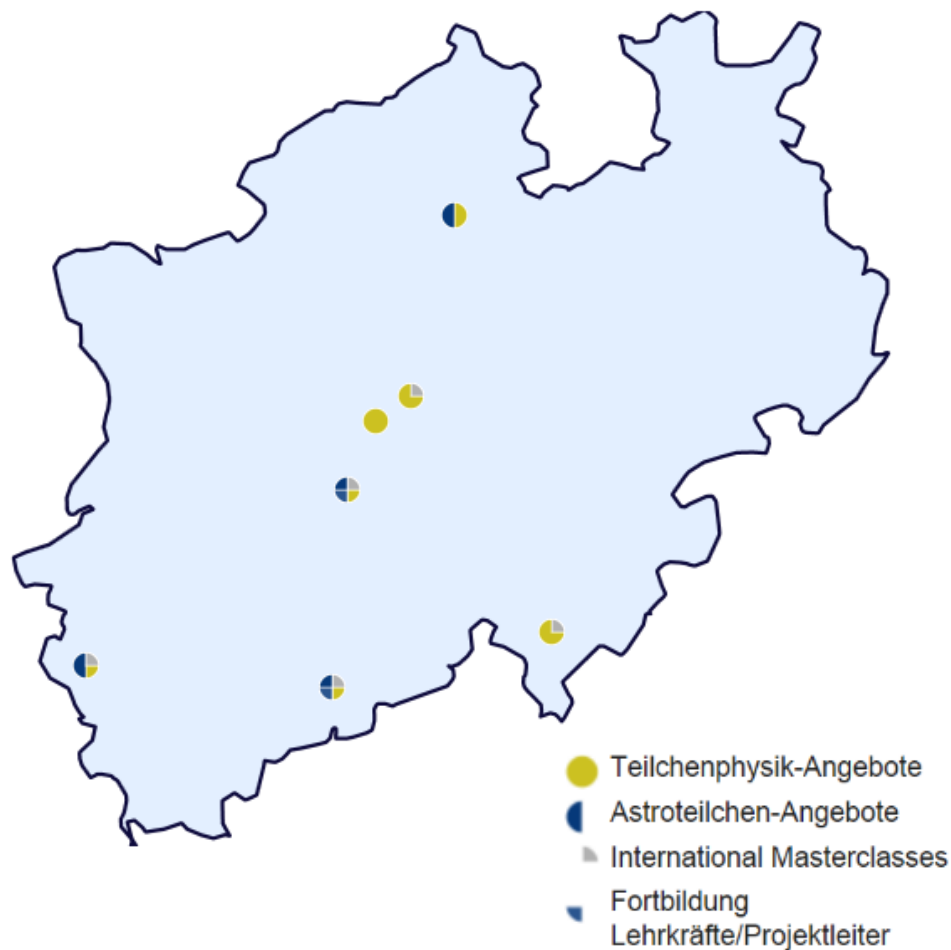 Teilchenphysik-Angebote
Astroteilchen-Angebote
International Masterclasses
Fortbildung
Lehrkräfte/Projektleiter